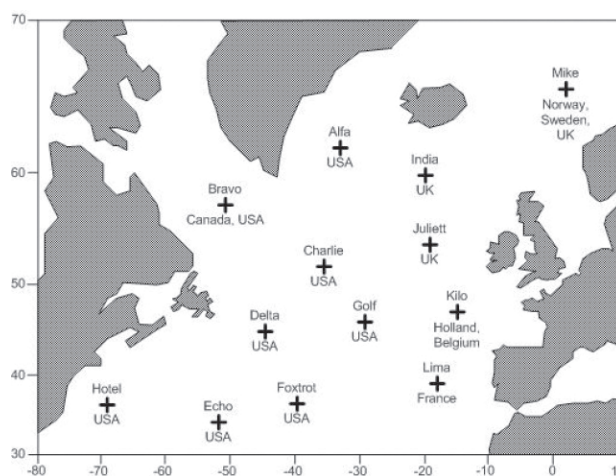 70
Mike
Norway,
Sweden,
UK
Alfa
USA
India
UK
60
Bravo
Canada, USA
Juliett
UK
Charlie
USA
50
Kilo
Holland,
Belgium
Golf
USA
Delta
USA
40
Lima
France
Hotel
USA
Foxtrot
USA
Echo
USA
30
-80 -70 -60 -50 -40 -30 -20 -10 0